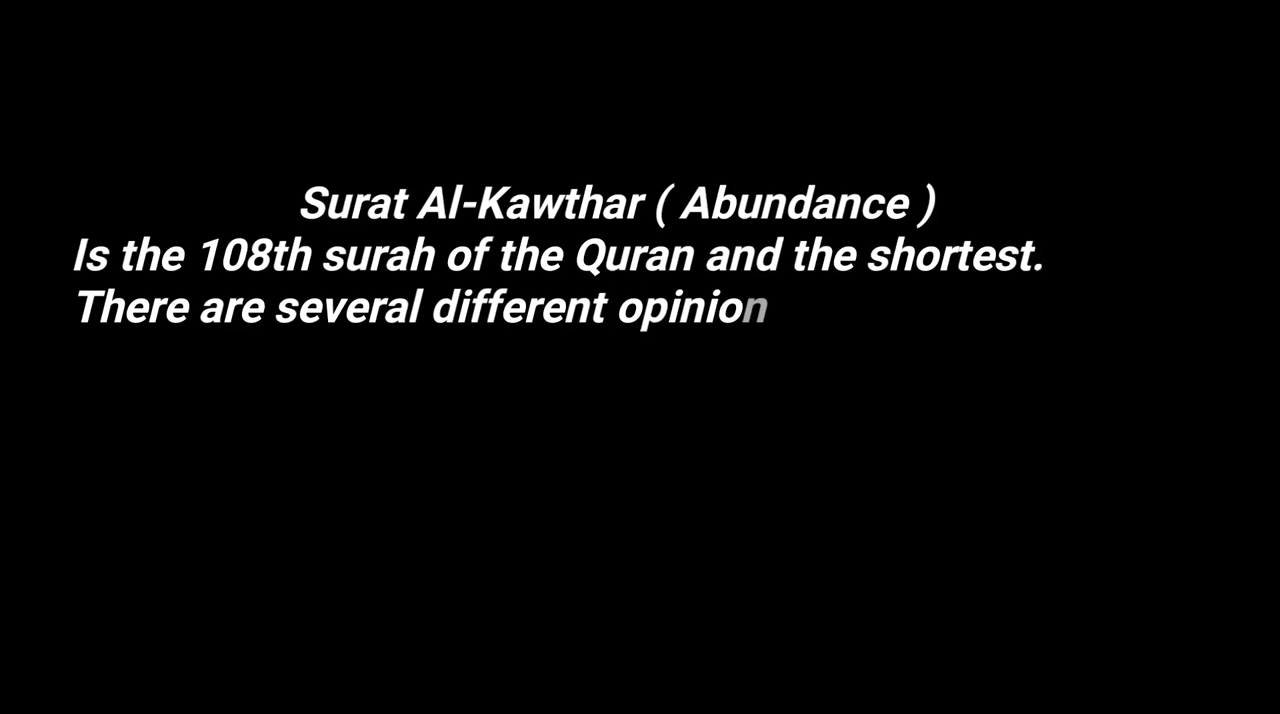 Surat Al-Kawthar ( Abundance )
Is the 108th surah of the Quran and the shortest.
There are several different opinion